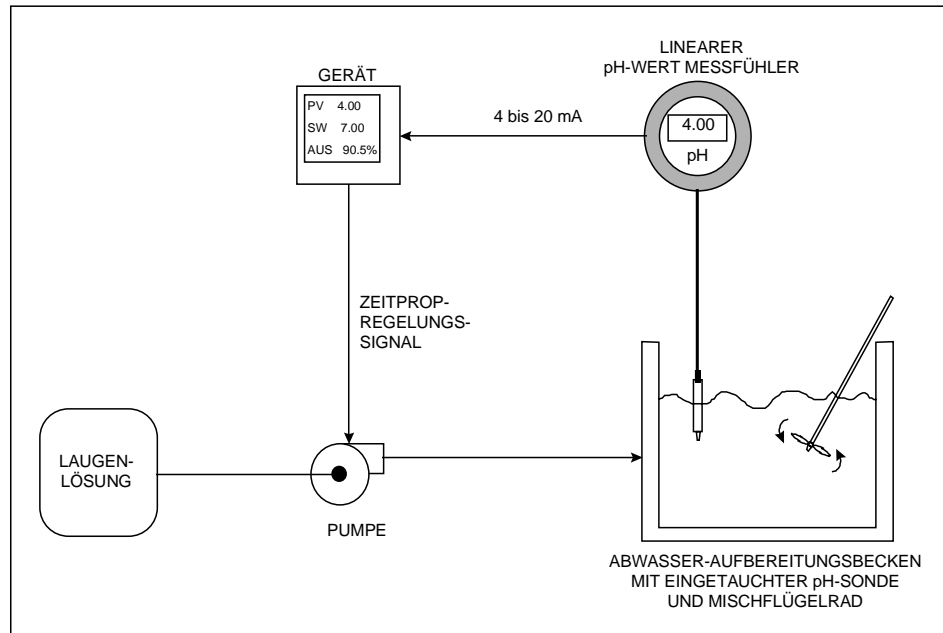 LINEARER
pH-WERT MESSFÜHLER
GERÄT
PV 4.00
SW 7.00
AUS 90.5%
4 bis 20 mA
4.00
pH
ZEITPROP-
REGELUNGS-
SIGNAL
LAUGEN-
LÖSUNG
PUMPE
ABWASSER-AUFBEREITUNGSBECKEN
MIT EINGETAUCHTER pH-SONDE
UND MISCHFLÜGELRAD